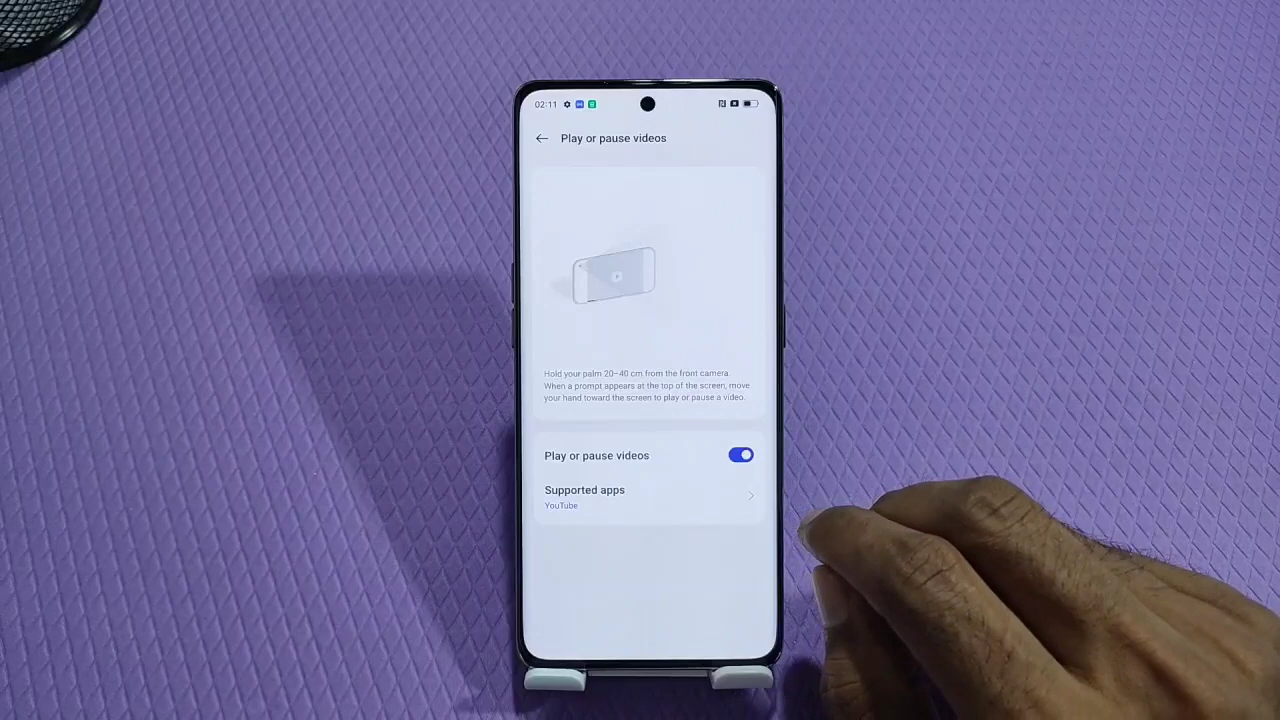 02:11
Play or pause videos
Hold your palm 20–40 cm from the front camera.
When a prompt appears at the top of the screen, move
your hand toward the screen to play or pause a video.
Play or pause videos
Supported apps
YouTube